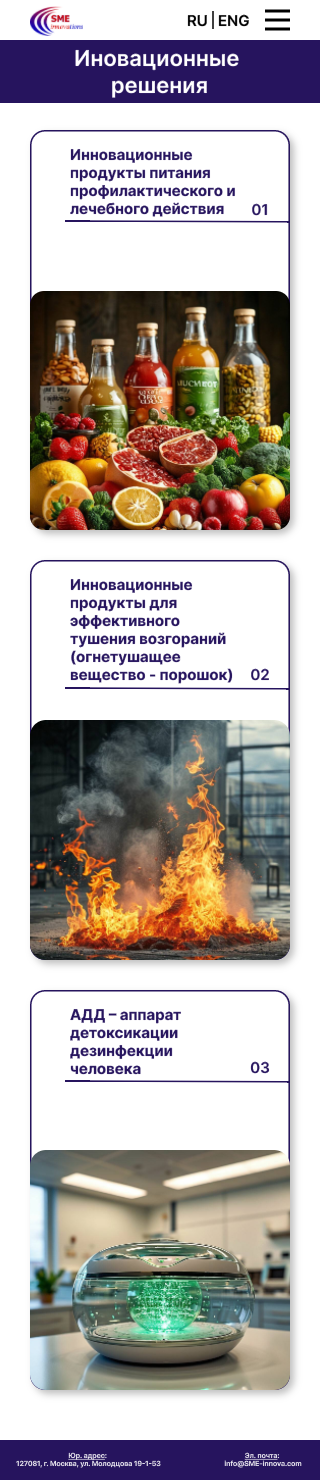 SME
Innovations
RU | ENG
Иновационные
решения
Инновационные
продукты питания
профилактического и
лечебного действия 01
Инновационные
продукты для
эффективного
тушения возгораний
(огнетушащее
вещество - порошок) 02
АДД – аппарат
детоксикации
дезинфекции
человека 03
Юр. адрес:
127081, г. Москва, ул. Молодцова 19-1-53
Эл. почта:
Info@SME-innova.com